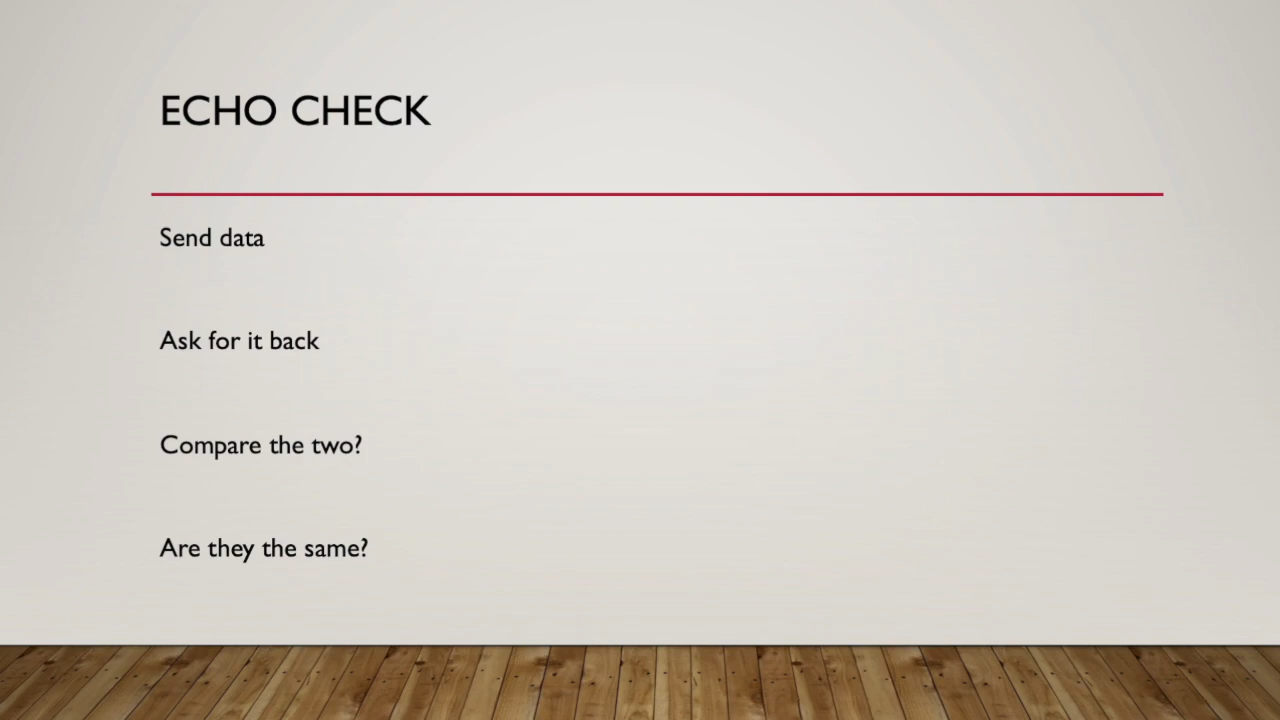 ECHO CHECK
Send data
Ask for it back
Compare the two?
Are they the same?